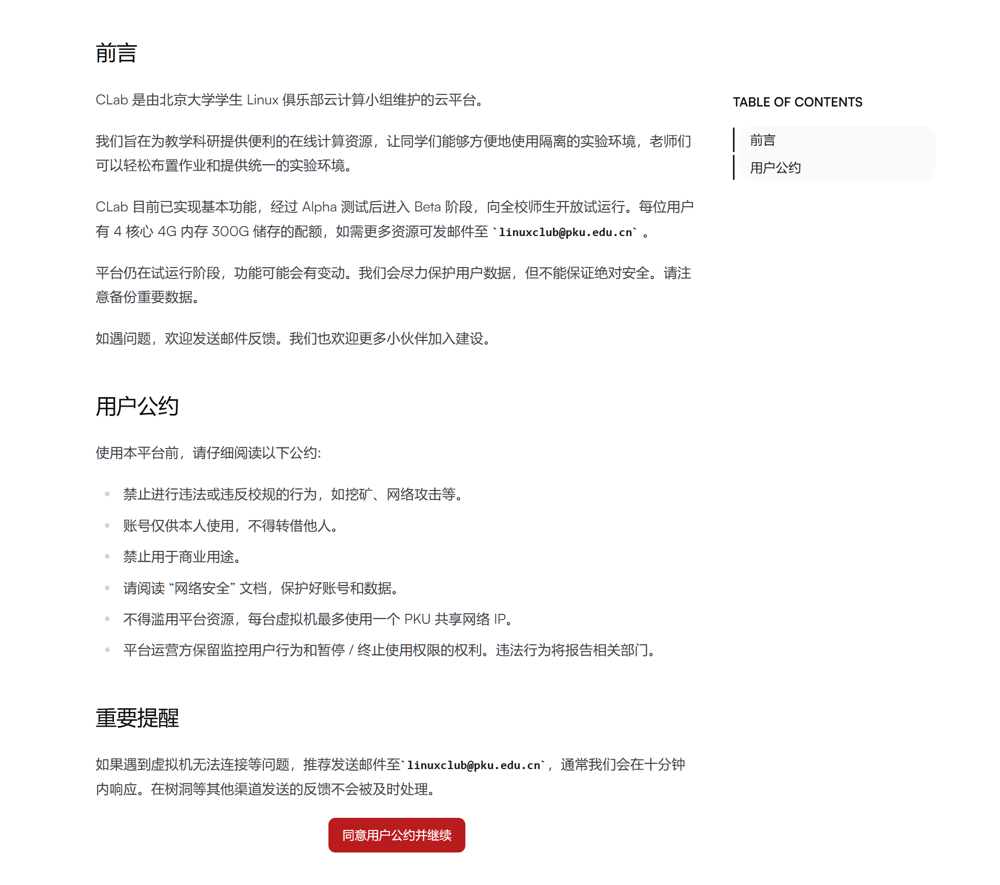 前言
CLab 是由北京大学学生 Linux 俱乐部云计算小组维护的云平台。
我们旨在为教学科研提供便利的在线计算资源，让同学们能够方便地使用隔离的实验环境，老师们
可以轻松布置作业和提供统一的实验环境。
CLab 目前已实现基本功能，经过 Alpha 测试后进入 Beta 阶段，向全校师生开放试运行。每位用户
有 4 核心 4G 内存 300G 储存的配额，如需更多资源可发邮件至 `linuxclub@pku.edu.cn` 。
平台仍在试运行阶段，功能可能会有变动。我们会尽力保护用户数据，但不能保证绝对安全。请注
意备份重要数据。
如遇问题，欢迎发送邮件反馈。我们也欢迎更多小伙伴加入建设。
用户公约
使用本平台前，请仔细阅读以下公约:
禁止进行违法或违反校规的行为，如挖矿、网络攻击等。
账号仅供本人使用，不得转借他人。
禁止用于商业用途。
请阅读 “网络安全” 文档，保护好账号和数据。
不得滥用平台资源，每台虚拟机最多使用一个 PKU 共享网络 IP。
平台运营方保留监控用户行为和暂停 / 终止使用权限的权利。违法行为将报告相关部门。
重要提醒
如果遇到虚拟机无法连接等问题，推荐发送邮件至`linuxclub@pku.edu.cn`，通常我们会在十分钟
内响应。在树洞等其他渠道发送的反馈不会被及时处理。
同意用户公约并继续
TABLE OF CONTENTS
前言
用户公约